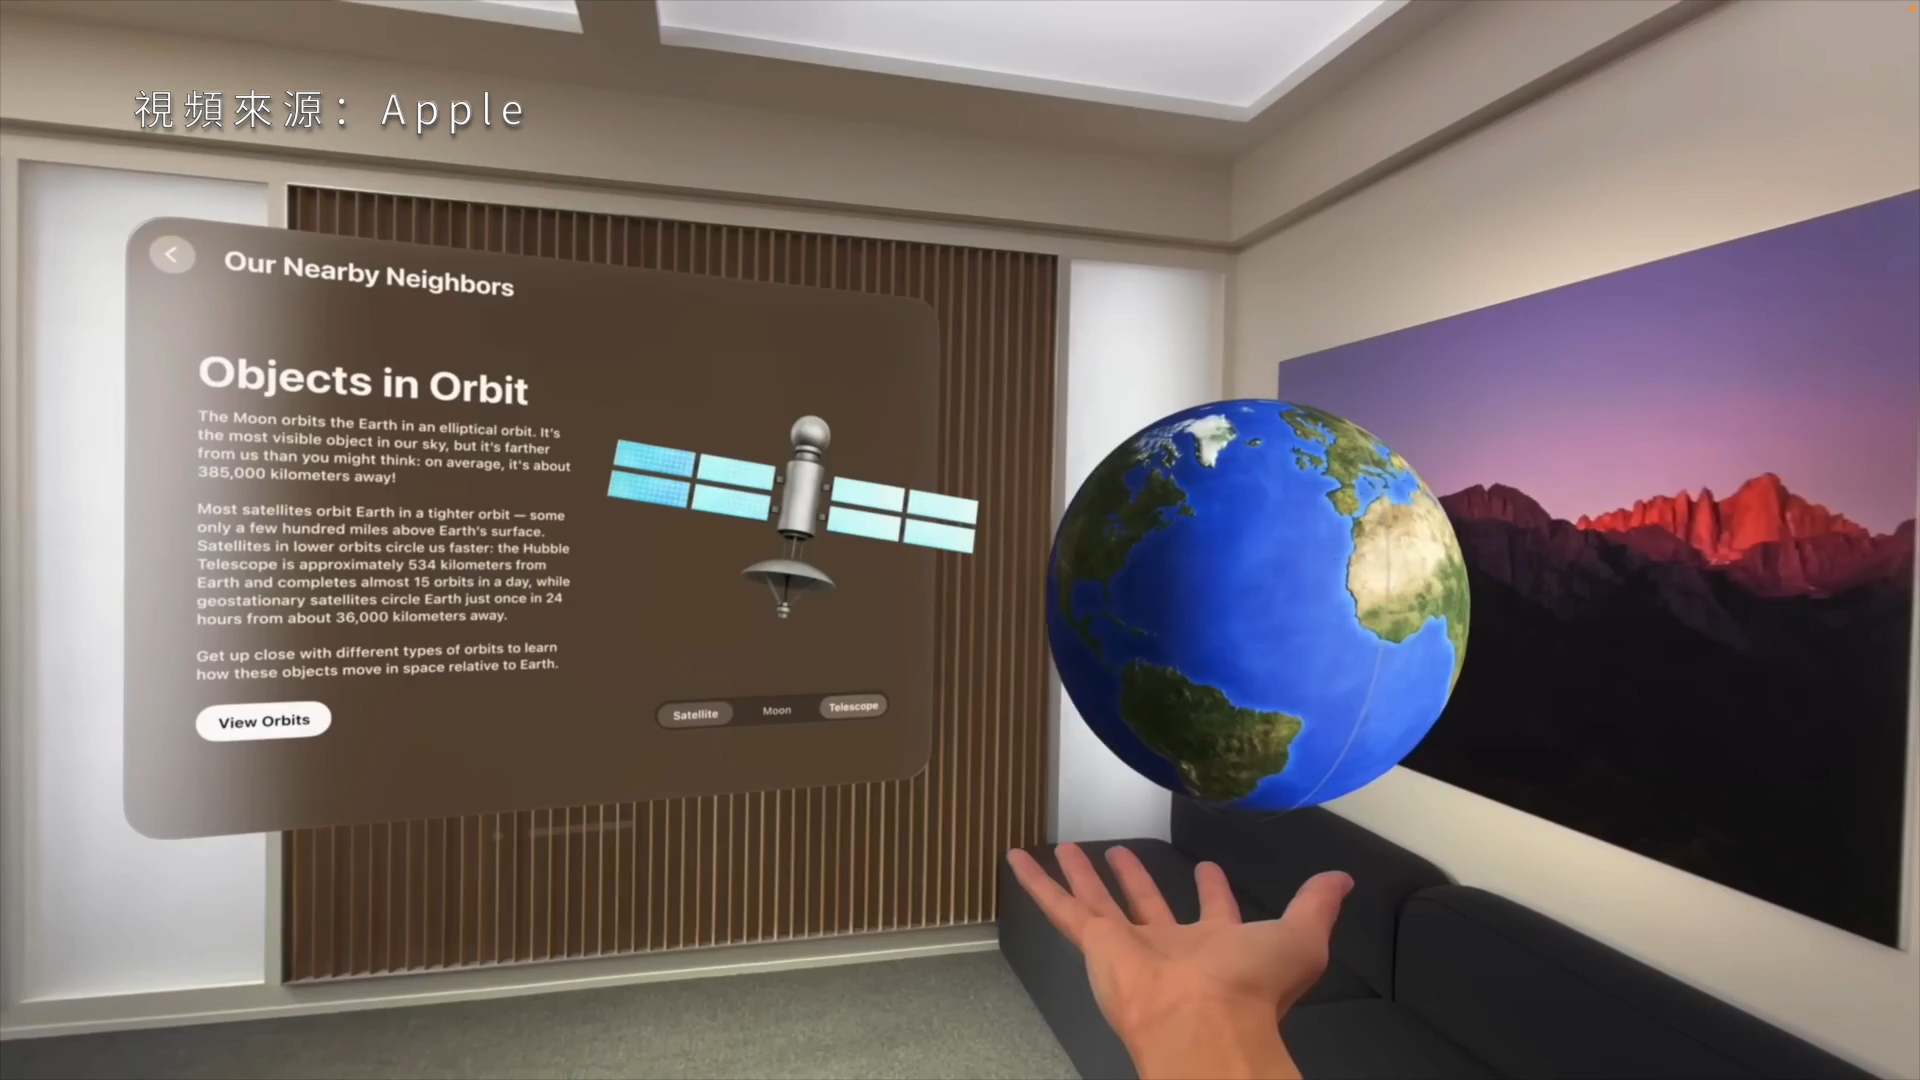 視頻來源：Apple
Our Nearby Neighbors
Objects in Orbit
The Moon orbits the Earth in an elliptical orbit. It's
the most visible object in our sky, but it's farther
from us than you might think: on average, it's about
385,000 kilometers away!
Most satellites orbit Earth in a tighter orbit — some
only a few hundred miles above Earth's surface.
Satellites in lower orbits circle us faster: the Hubble
Telescope is approximately 534 kilometers from
Earth and completes almost 15 orbits in a day, while
geostationary satellites circle Earth just once in 24
hours from about 36,000 kilometers away.
Get up close with different types of orbits to learn
how these objects move in space relative to Earth.
View Orbits
Satellite Moon Telescope